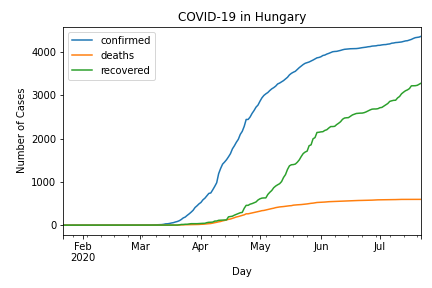 COVID-19 in Hungary
confirmed
deaths
recovered
Number of Cases
4000
3000
2000
1000
0
Feb Mar Apr May Jun Jul
2020
Day